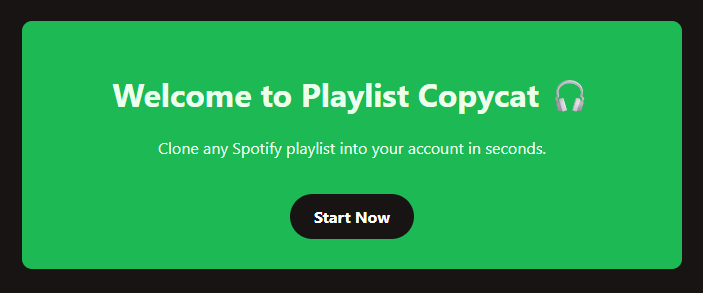 Welcome to Playlist Copycat 🎧
Clone any Spotify playlist into your account in seconds.
Start Now